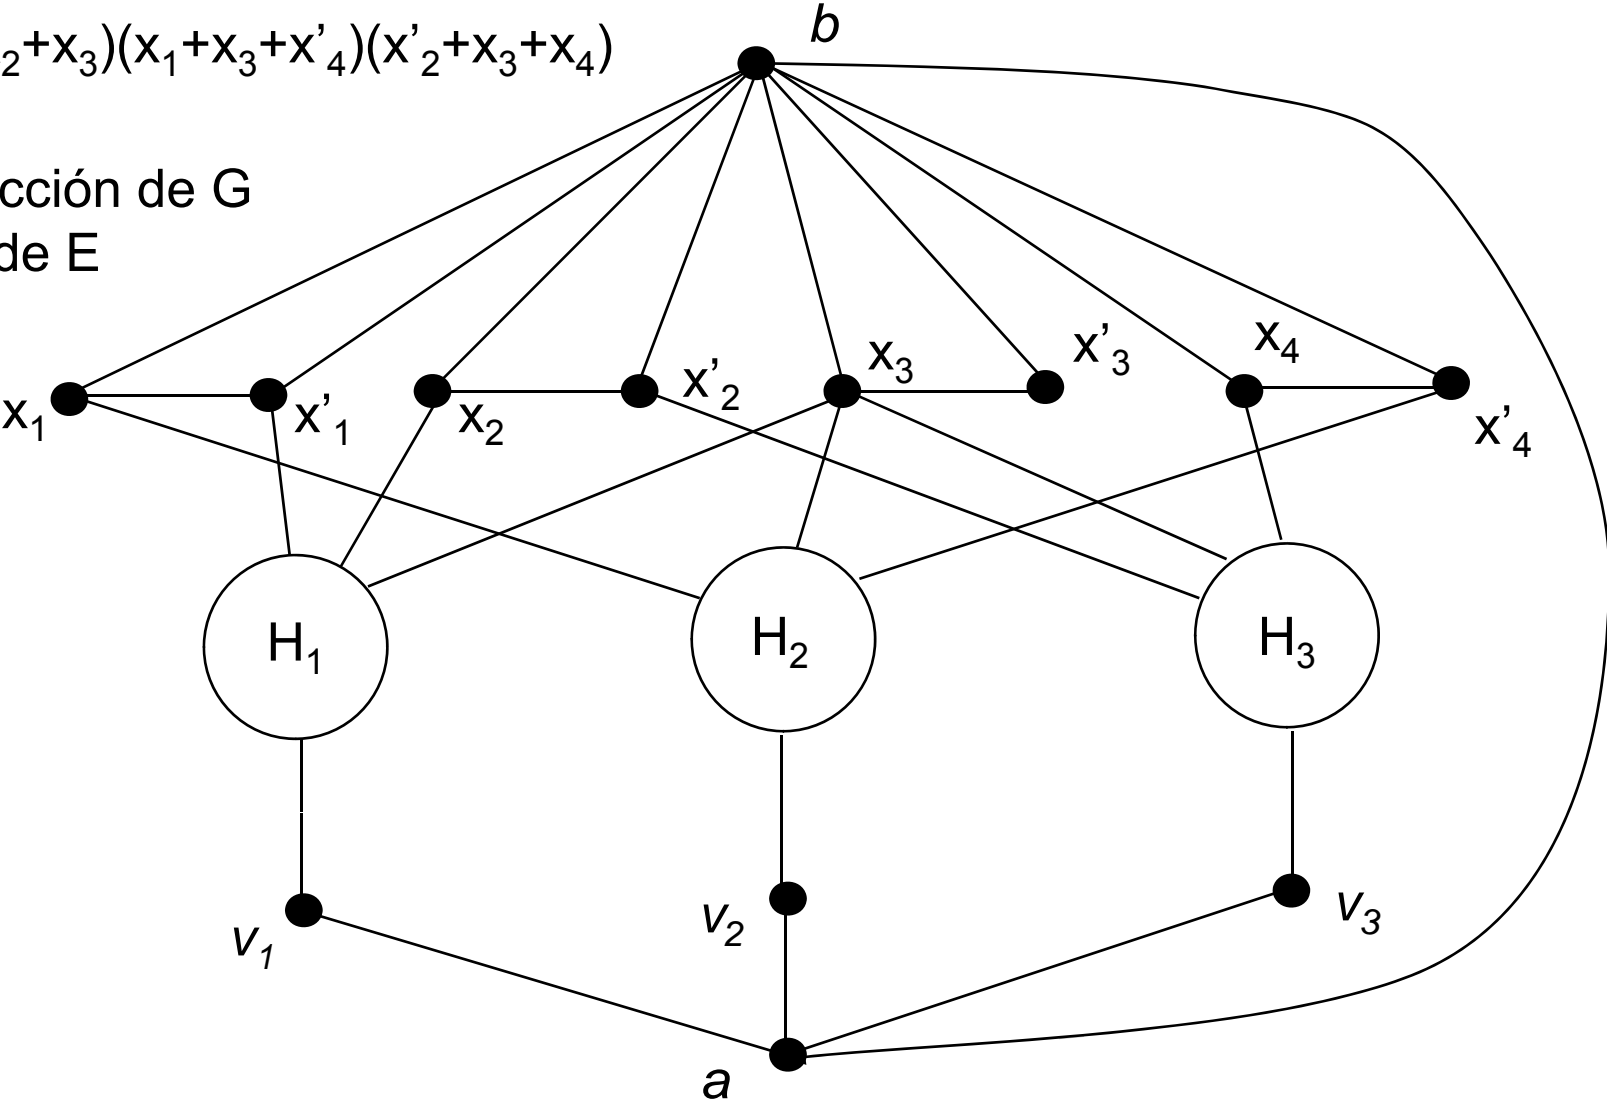 ₂+x₃)(x₁+x₃+x’₄)(x’₂+x₃+x₄)
b
cción de G
de E
x₁
x’₁
x₂
x’₂
x₃
x’₃
x₄
x’₄
H₁
H₂
H₃
v₁
v₂
v₃
a